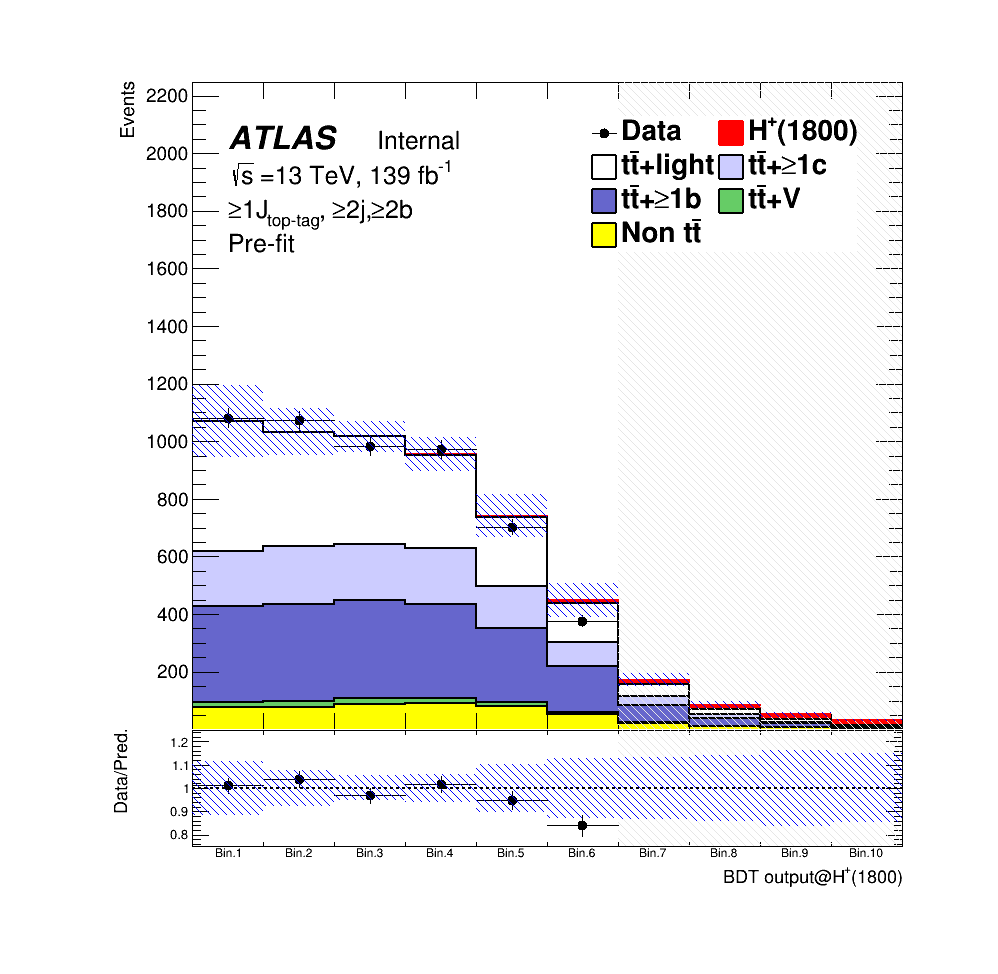 Events
2200
2000
1800
1600
1400
1200
1000
800
600
400
200
ATLAS Internal
√s =13 TeV, 139 fb⁻¹
≥1J_top-tag, ≥2j,≥2b
Pre-fit
Data
H⁺(1800)
tt̄+light
tt̄+≥1c
tt̄+≥1b
tt̄+V
Non tt̄
Data/Pred.
1.2
1.1
1
0.9
0.8
Bin.1 Bin.2 Bin.3 Bin.4 Bin.5 Bin.6 Bin.7 Bin.8 Bin.9 Bin.10
BDT output@H⁺(1800)